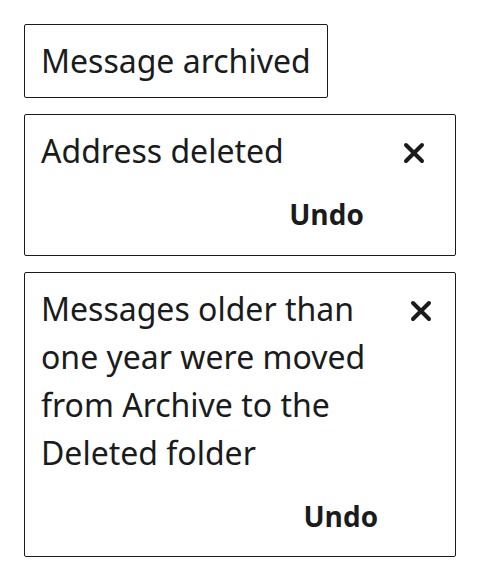 Message archived
Address deleted
Undo
Messages older than
one year were moved
from Archive to the
Deleted folder
Undo